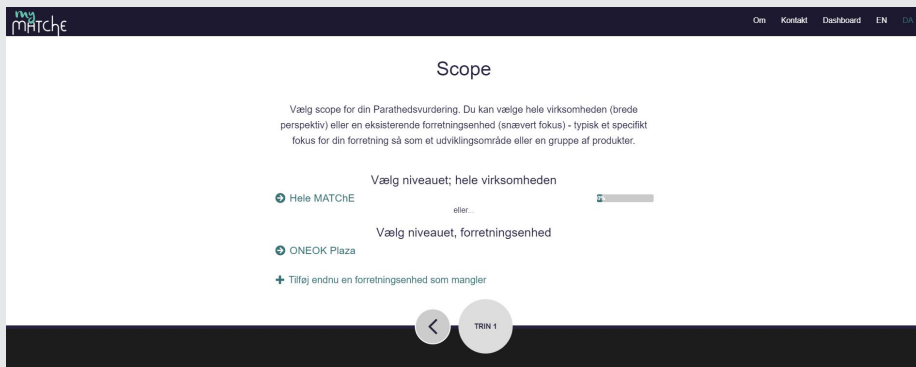 my
MATChE
Om Kontakt Dashboard EN DA
Scope
Vælg scope for din Parathedsvurdering. Du kan vælge hele virksomheden (brede
perspektiv) eller en eksisterende forretningsenhed (snævert fokus) - typisk et specifikt
fokus for din forretning så som et udviklingsområde eller en gruppe af produkter.
Vælg niveauet; hele virksomheden
Hele MATChE
eller...
Vælg niveauet, forretningsenhed
ONEOK Plaza
Tilføj endnu en forretningsenhed som mangler
TRIN 1